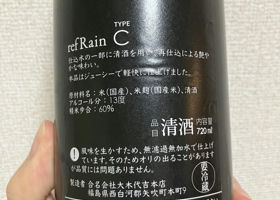 TYPE
refRain C
仕込水の一部に清酒を用いて再仕込による艶や
かな味わい。
本品はジューシーで軽快に仕上げました。
原材料名:米(国産)、米麹(国産米)、清酒
アルコール分:13度
精米歩合:60%
品目 清酒 内容量 720ml
風味を生かすため、無濾過無加水で仕上げ
ています。そのためオリの出ることがあります
が品質には問題ありません。
要冷蔵
製造者 合名会社大木代吉本店
福島県西白河郡矢吹町本町9